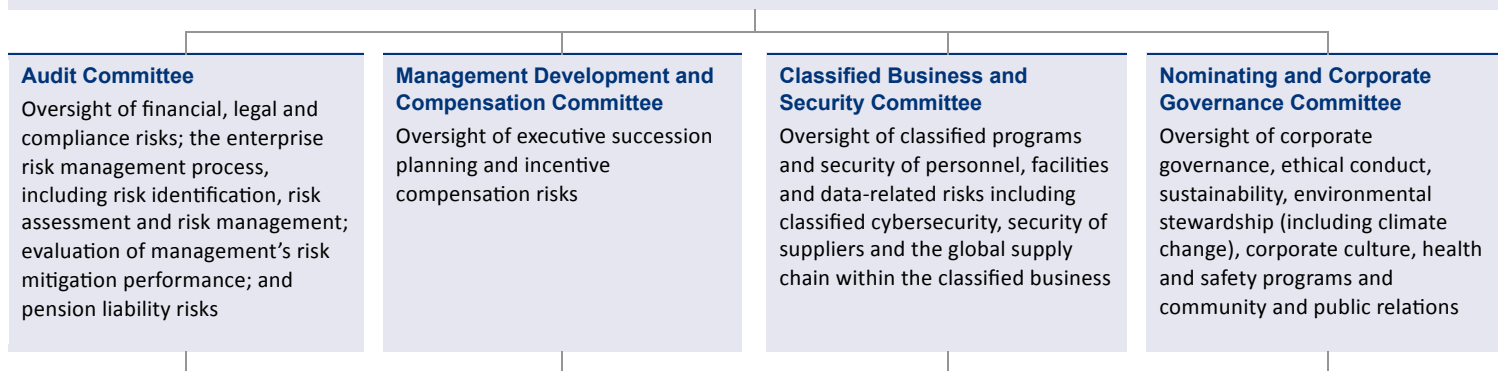 Audit Committee
Oversight of financial, legal and
compliance risks; the enterprise
risk management process,
including risk identification, risk
assessment and risk management;
evaluation of management's risk
mitigation performance; and
pension liability risks
Management Development and
Compensation Committee
Oversight of executive succession
planning and incentive
compensation risks
Classified Business and
Security Committee
Oversight of classified programs
and security of personnel, facilities
and data-related risks including
classified cybersecurity, security of
suppliers and the global supply
chain within the classified business
Nominating and Corporate
Governance Committee
Oversight of corporate
governance, ethical conduct,
sustainability, environmental
stewardship (including climate
change), corporate culture, health
and safety programs and
community and public relations